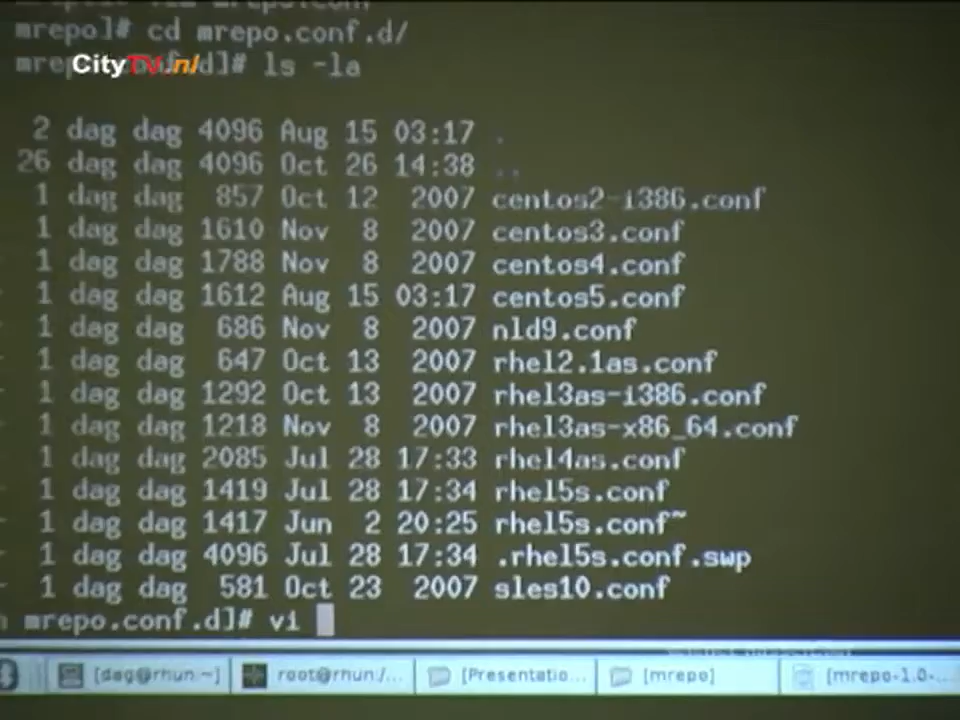 mrepo]# cd mrepo.conf.d/
mrepo.conf.d]# ls -la
CityTV.nl
2 dag dag 4096 Aug 15 03:17 .
26 dag dag 4096 Oct 26 14:38 ..
1 dag dag 857 Oct 12 2007 centos2-i386.conf
1 dag dag 1610 Nov 8 2007 centos3.conf
1 dag dag 1788 Nov 8 2007 centos4.conf
1 dag dag 1612 Aug 15 03:17 centos5.conf
1 dag dag 686 Nov 8 2007 nld9.conf
1 dag dag 647 Oct 13 2007 rhel2.1as.conf
1 dag dag 1292 Oct 13 2007 rhel3as-i386.conf
1 dag dag 1218 Nov 8 2007 rhel3as-x86_64.conf
1 dag dag 2085 Jul 28 17:33 rhel4as.conf
1 dag dag 1419 Jul 28 17:34 rhel5s.conf
1 dag dag 1417 Jun 2 20:25 rhel5s.conf~
1 dag dag 4096 Jul 28 17:34 .rhel5s.conf.swp
1 dag dag 581 Oct 23 2007 sles10.conf
mrepo.conf.d]# vi
[dag@rhun:~] root@rhun:/... [Presentatio... [mrepo] [mrepo-1.0-...